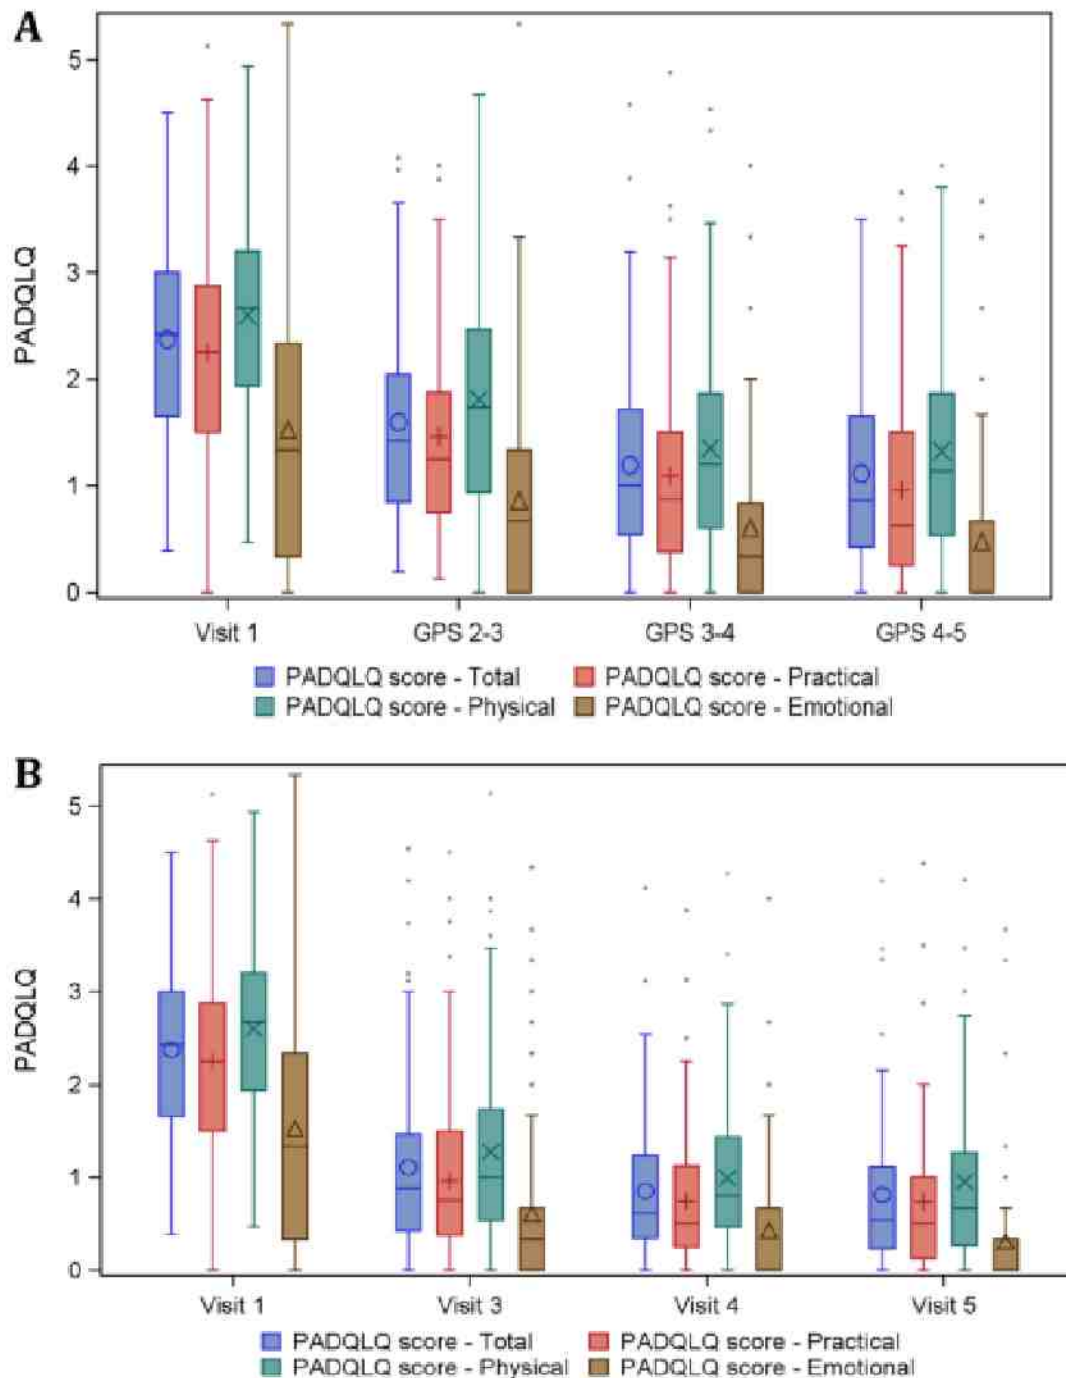 A
5
4
3
2
1
0
PADQLQ
Visit 1 GPS 2-3 GPS 3-4 GPS 4-5
PADQLQ score - Total PADQLQ score - Practical
PADQLQ score - Physical PADQLQ score - Emotional
B
5
4
3
2
1
0
PADQLQ
Visit 1 Visit 3 Visit 4 Visit 5
PADQLQ score - Total PADQLQ score - Practical
PADQLQ score - Physical PADQLQ score - Emotional